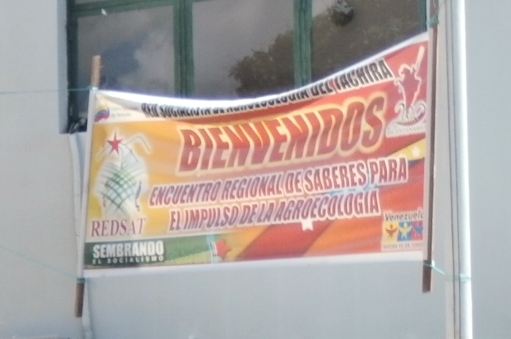 RED SOCIALISTA DE AGROECOLOGIA DEL TACHIRA
BIENVENIDOS
ENCUENTRO REGIONAL DE SABERES PARA
EL IMPULSO DE LA AGROECOLOGIA
REDSAT
SEMBRANDO
EL SOCIALISMO
Venezuela